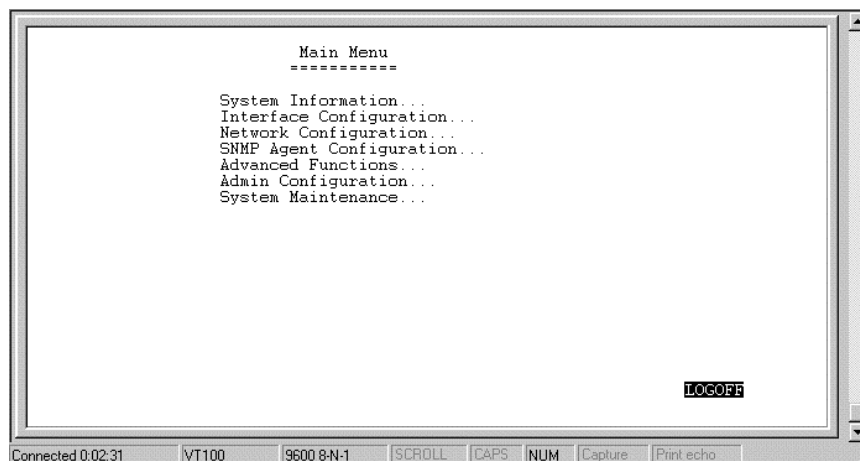 Main Menu
===========
System Information...
Interface Configuration...
Network Configuration...
SNMP Agent Configuration...
Advanced Functions...
Admin Configuration...
System Maintenance...
LOGOFF
Connected 0:02:31 VT100 9600 8-N-1 SCROLL CAPS NUM Capture Print echo